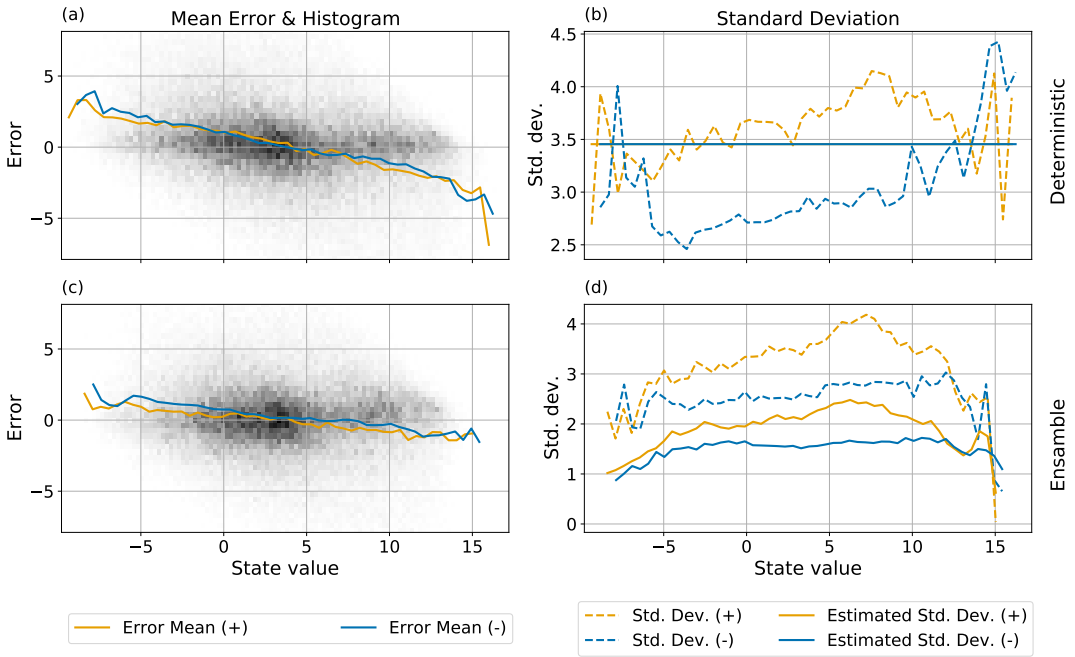 (a)
Mean Error & Histogram
(b)
Standard Deviation
Error
5
0
−5
Std. dev.
4.5
4.0
3.5
3.0
2.5
Deterministic
(c)
(d)
Error
5
0
−5
−5
0
5
10
15
State value
Std. dev.
4
3
2
1
0
−5
0
5
10
15
State value
Ensamble
Error Mean (+)
Error Mean (-)
Std. Dev. (+)
Estimated Std. Dev. (+)
Std. Dev. (-)
Estimated Std. Dev. (-)